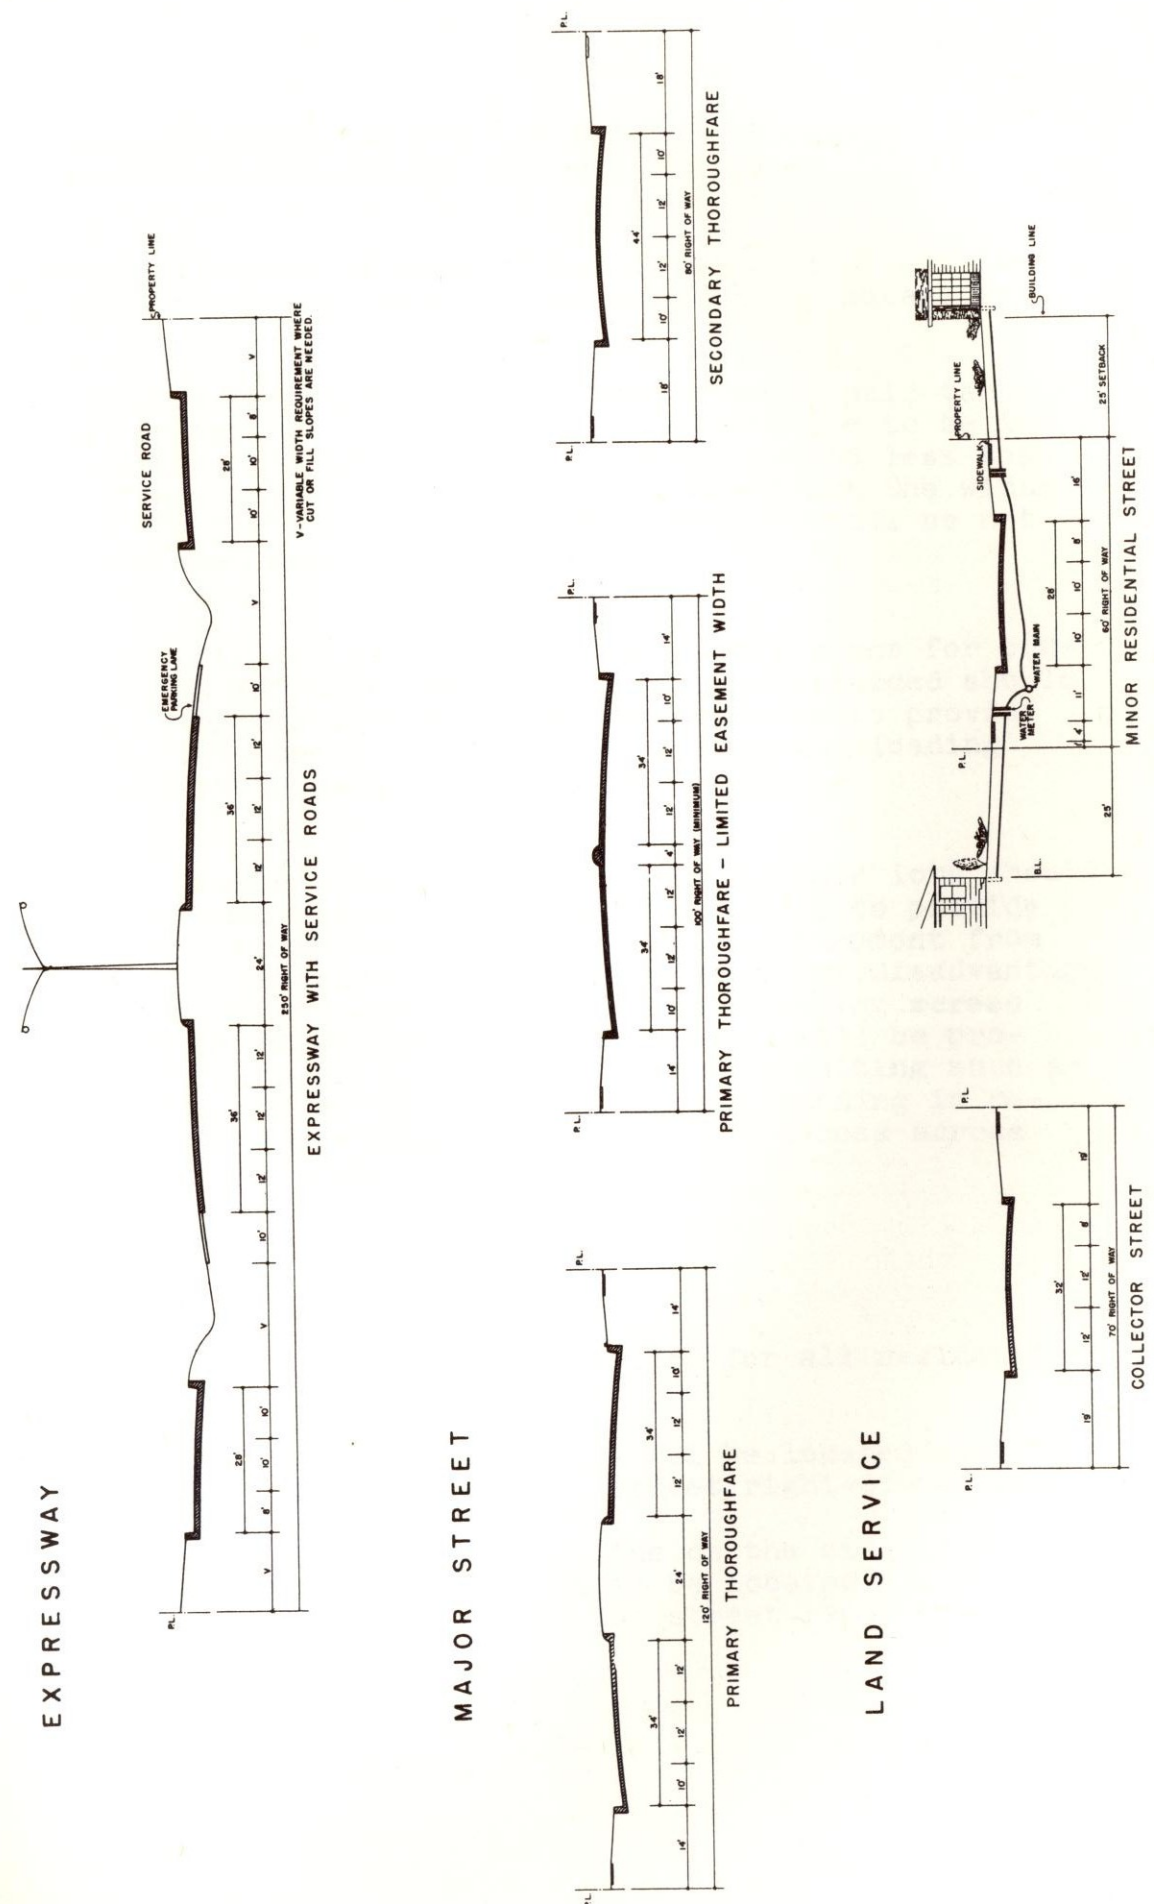 EXPRESSWAY
SERVICE ROAD
PROPERTY LINE
EMERGENCY
PARKING LANE
P.L.
28' 36' 36' 28'
V 8' 10' 10' V 10' 12' 12' 12' 24' 12' 12' 12' 10' V 10' 10' 8' V
250' RIGHT OF WAY
V-VARIABLE WIDTH REQUIREMENT WHERE
CUT OR FILL SLOPES ARE NEEDED.
EXPRESSWAY WITH SERVICE ROADS
MAJOR STREET
P.L. P.L.
34' 34'
14' 10' 12' 12' 24' 12' 12' 10' 14'
120' RIGHT OF WAY
PRIMARY THOROUGHFARE
P.L. P.L.
34' 34'
14' 10' 12' 12' 4' 12' 12' 10' 14'
100' RIGHT OF WAY (MINIMUM)
PRIMARY THOROUGHFARE - LIMITED EASEMENT WIDTH
P.L. P.L.
44'
18' 10' 12' 12' 10' 18'
80' RIGHT OF WAY
SECONDARY THOROUGHFARE
LAND SERVICE
P.L. P.L.
32'
19' 12' 12' 8' 19'
70' RIGHT OF WAY
COLLECTOR STREET
P.L.
PROPERTY LINE
SIDEWALK
WATER
METER
WATER MAIN
B.L.
BUILDING LINE
28'
1' 4' 11' 10' 10' 8' 16'
25' 60' RIGHT OF WAY 25' SETBACK
MINOR RESIDENTIAL STREET